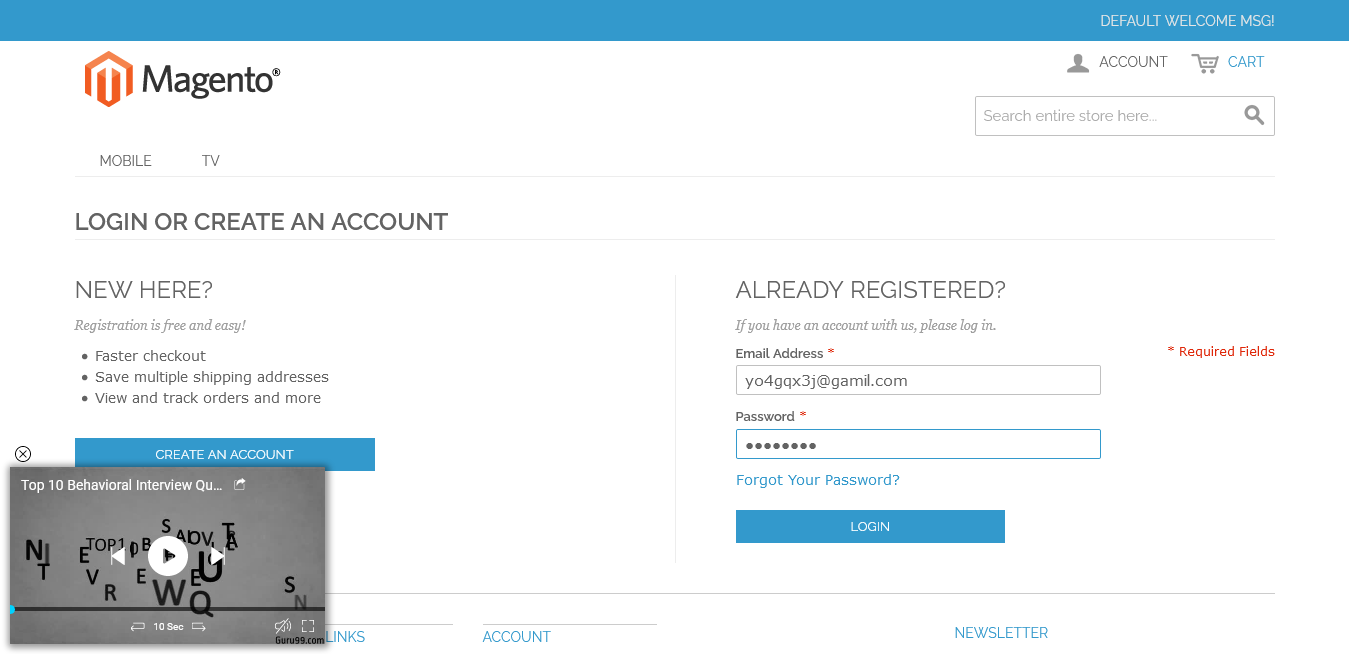 DEFAULT WELCOME MSG!
Magento®
ACCOUNT
CART
Search entire store here...
MOBILE
TV
LOGIN OR CREATE AN ACCOUNT
NEW HERE?
Registration is free and easy!
• Faster checkout
• Save multiple shipping addresses
• View and track orders and more
CREATE AN ACCOUNT
ALREADY REGISTERED?
If you have an account with us, please log in.
* Required Fields
Email Address *
yo4gqx3j@gamil.com
Password *
••••••••
Forgot Your Password?
LOGIN
Top 10 Behavioral Interview Qu...
TOP10
10 Sec
Guru99.com
LINKS
ACCOUNT
NEWSLETTER